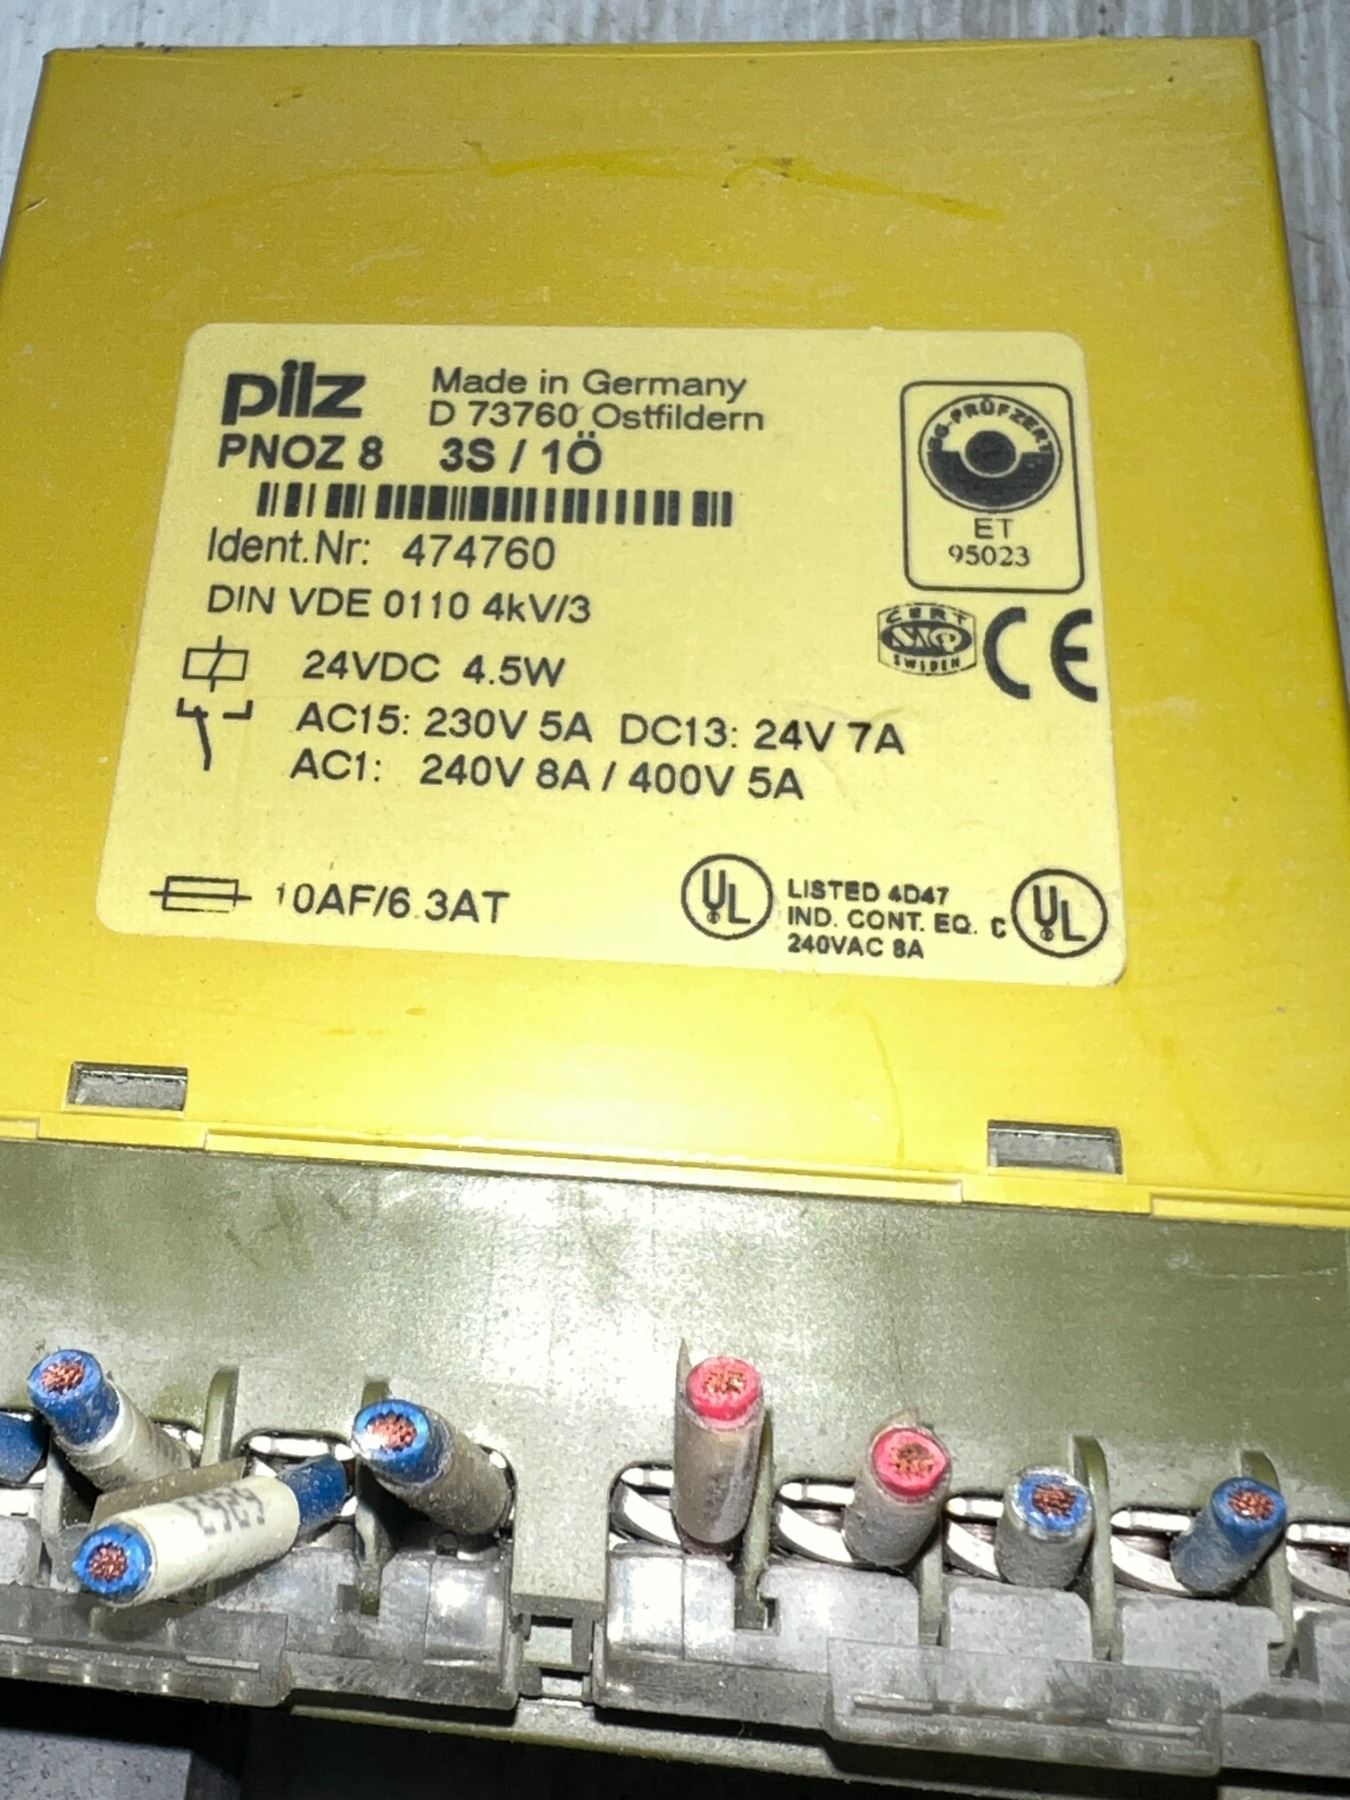 pilz
Made in Germany
D 73760 Ostfildern
PNOZ 8 3S / 1Ö
Ident.Nr: 474760
DIN VDE 0110 4kV/3
24VDC 4.5W
AC15: 230V 5A DC13: 24V 7A
AC1: 240V 8A / 400V 5A
10AF/6.3AT
BG-PRÜFZERT
ET
95023
CERT
SWEDEN
CE
UL
LISTED 4D47
IND. CONT. EQ.
240VAC 8A
C UL